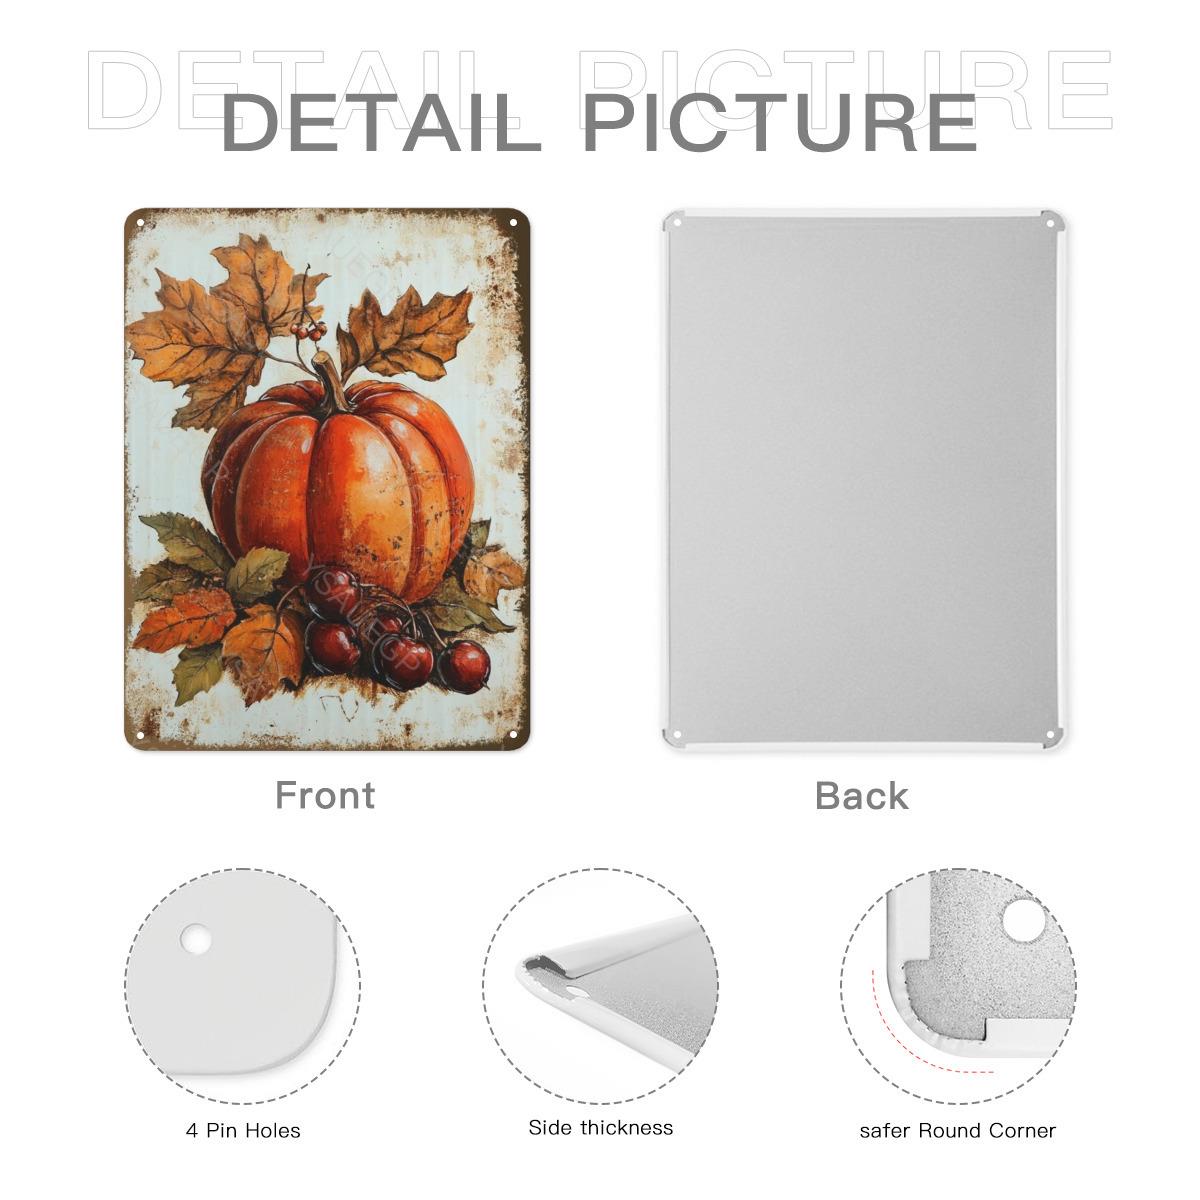 DETAIL PICTURE
DETAIL PICTURE
Front
Back
4 Pin Holes
Side thickness
safer Round Corner